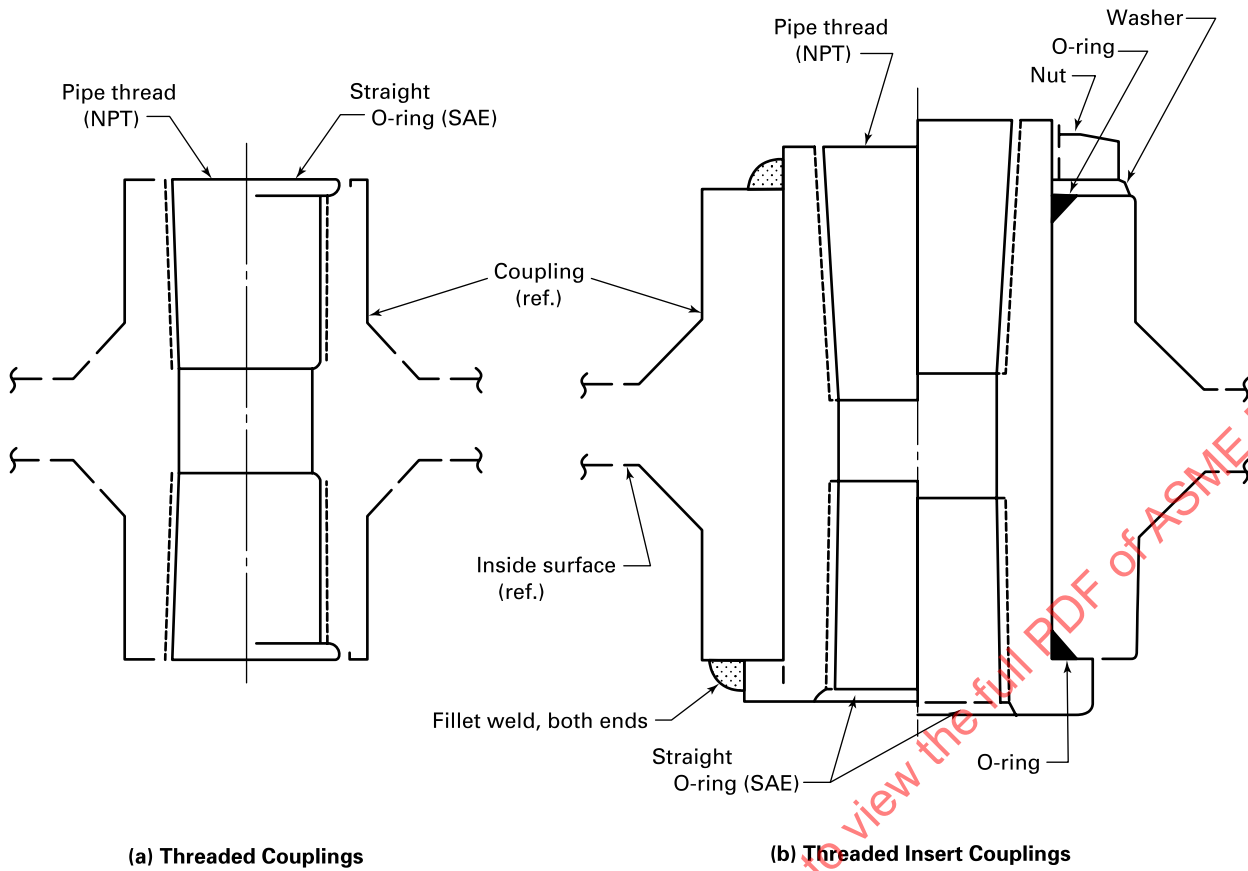 Pipe thread
(NPT)
Straight
O-ring (SAE)
Pipe thread
(NPT)
Washer
O-ring
Nut
Coupling
(ref.)
Inside surface
(ref.)
Fillet weld, both ends
Straight
O-ring (SAE)
O-ring
(a) Threaded Couplings
(b) Threaded Insert Couplings
to view the full PDF of ASME